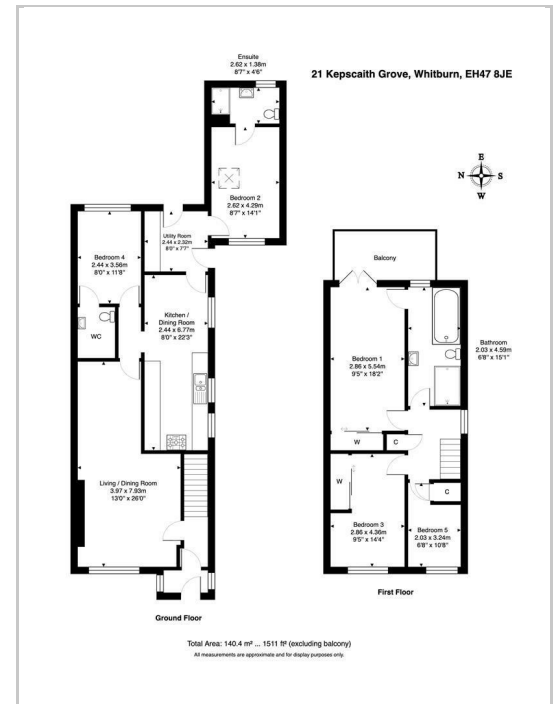 21 Kepscaith Grove, Whitburn, EH47 8JE
Ensuite
2.62 x 1.38m
8'7" x 4'6"
Bedroom 2
2.62 x 4.29m
8'7" x 14'1"
E
N S
W
Utility Room
2.44 x 2.32m
8'0" x 7'7"
Bedroom 4
2.44 x 3.56m
8'0" x 11'8"
WC
Kitchen /
Dining Room
2.44 x 6.77m
8'0" x 22'3"
Living / Dining Room
3.97 x 7.93m
13'0" x 26'0"
Ground Floor
Balcony
Bedroom 1
2.86 x 5.54m
9'5" x 18'2"
Bathroom
2.03 x 4.59m
6'8" x 15'1"
W
C
W
C
Bedroom 3
2.86 x 4.36m
9'5" x 14'4"
Bedroom 5
2.03 x 3.24m
6'8" x 10'8"
First Floor
Total Area: 140.4 m² ... 1511 ft² (excluding balcony)
All measurements are approximate and for display purposes only.